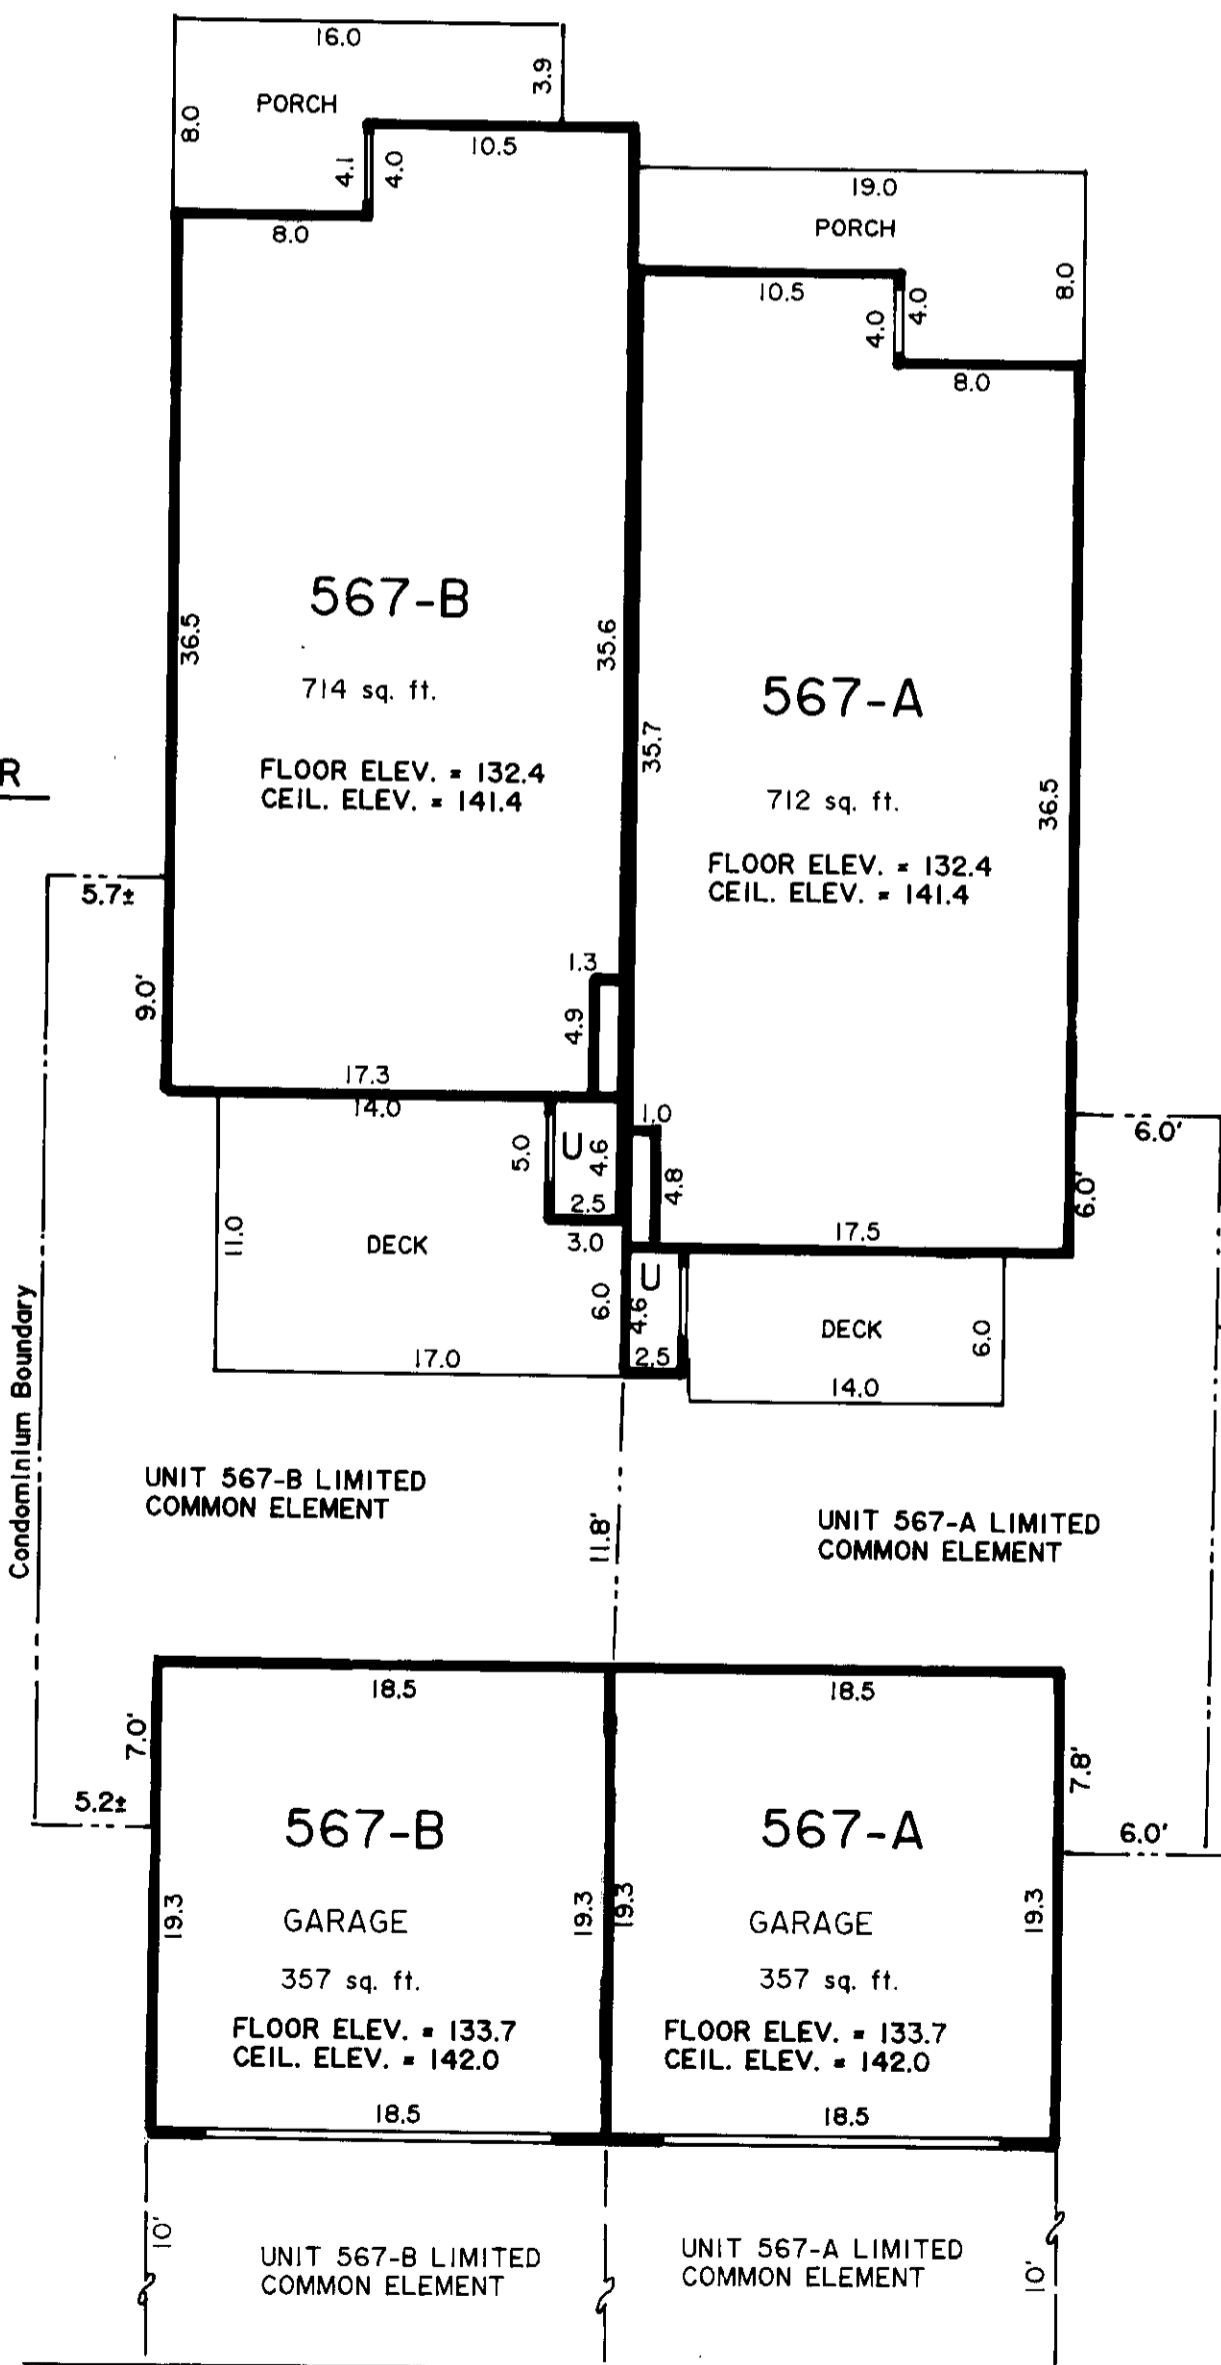 16.0
3.9
PORCH
8.0
10.5
4.1
4.0
8.0
19.0
PORCH
8.0
10.5
4.0
4.0
8.0
567-B
714 sq. ft.
FLOOR ELEV. = 132.4
CEIL. ELEV. = 141.4
36.5
35.6
35.7
567-A
712 sq. ft.
FLOOR ELEV. = 132.4
CEIL. ELEV. = 141.4
36.5
R
5.7±
9.0'
1.3
4.9
17.3
14.0
5.0
U
4.6
2.5
3.0
1.0
4.8
17.5
6.0'
6.0'
11.0
DECK
17.0
6.0
U
4.6
2.5
DECK
6.0
14.0
Condominium Boundary
UNIT 567-B LIMITED
COMMON ELEMENT
11.8'
UNIT 567-A LIMITED
COMMON ELEMENT
18.5
18.5
7.0'
7.8'
5.2±
6.0'
567-B
GARAGE
357 sq. ft.
FLOOR ELEV. = 133.7
CEIL. ELEV. = 142.0
19.3
19.3
18.5
567-A
GARAGE
357 sq. ft.
FLOOR ELEV. = 133.7
CEIL. ELEV. = 142.0
19.3
19.3
18.5
10'
UNIT 567-B LIMITED
COMMON ELEMENT
UNIT 567-A LIMITED
COMMON ELEMENT
10'